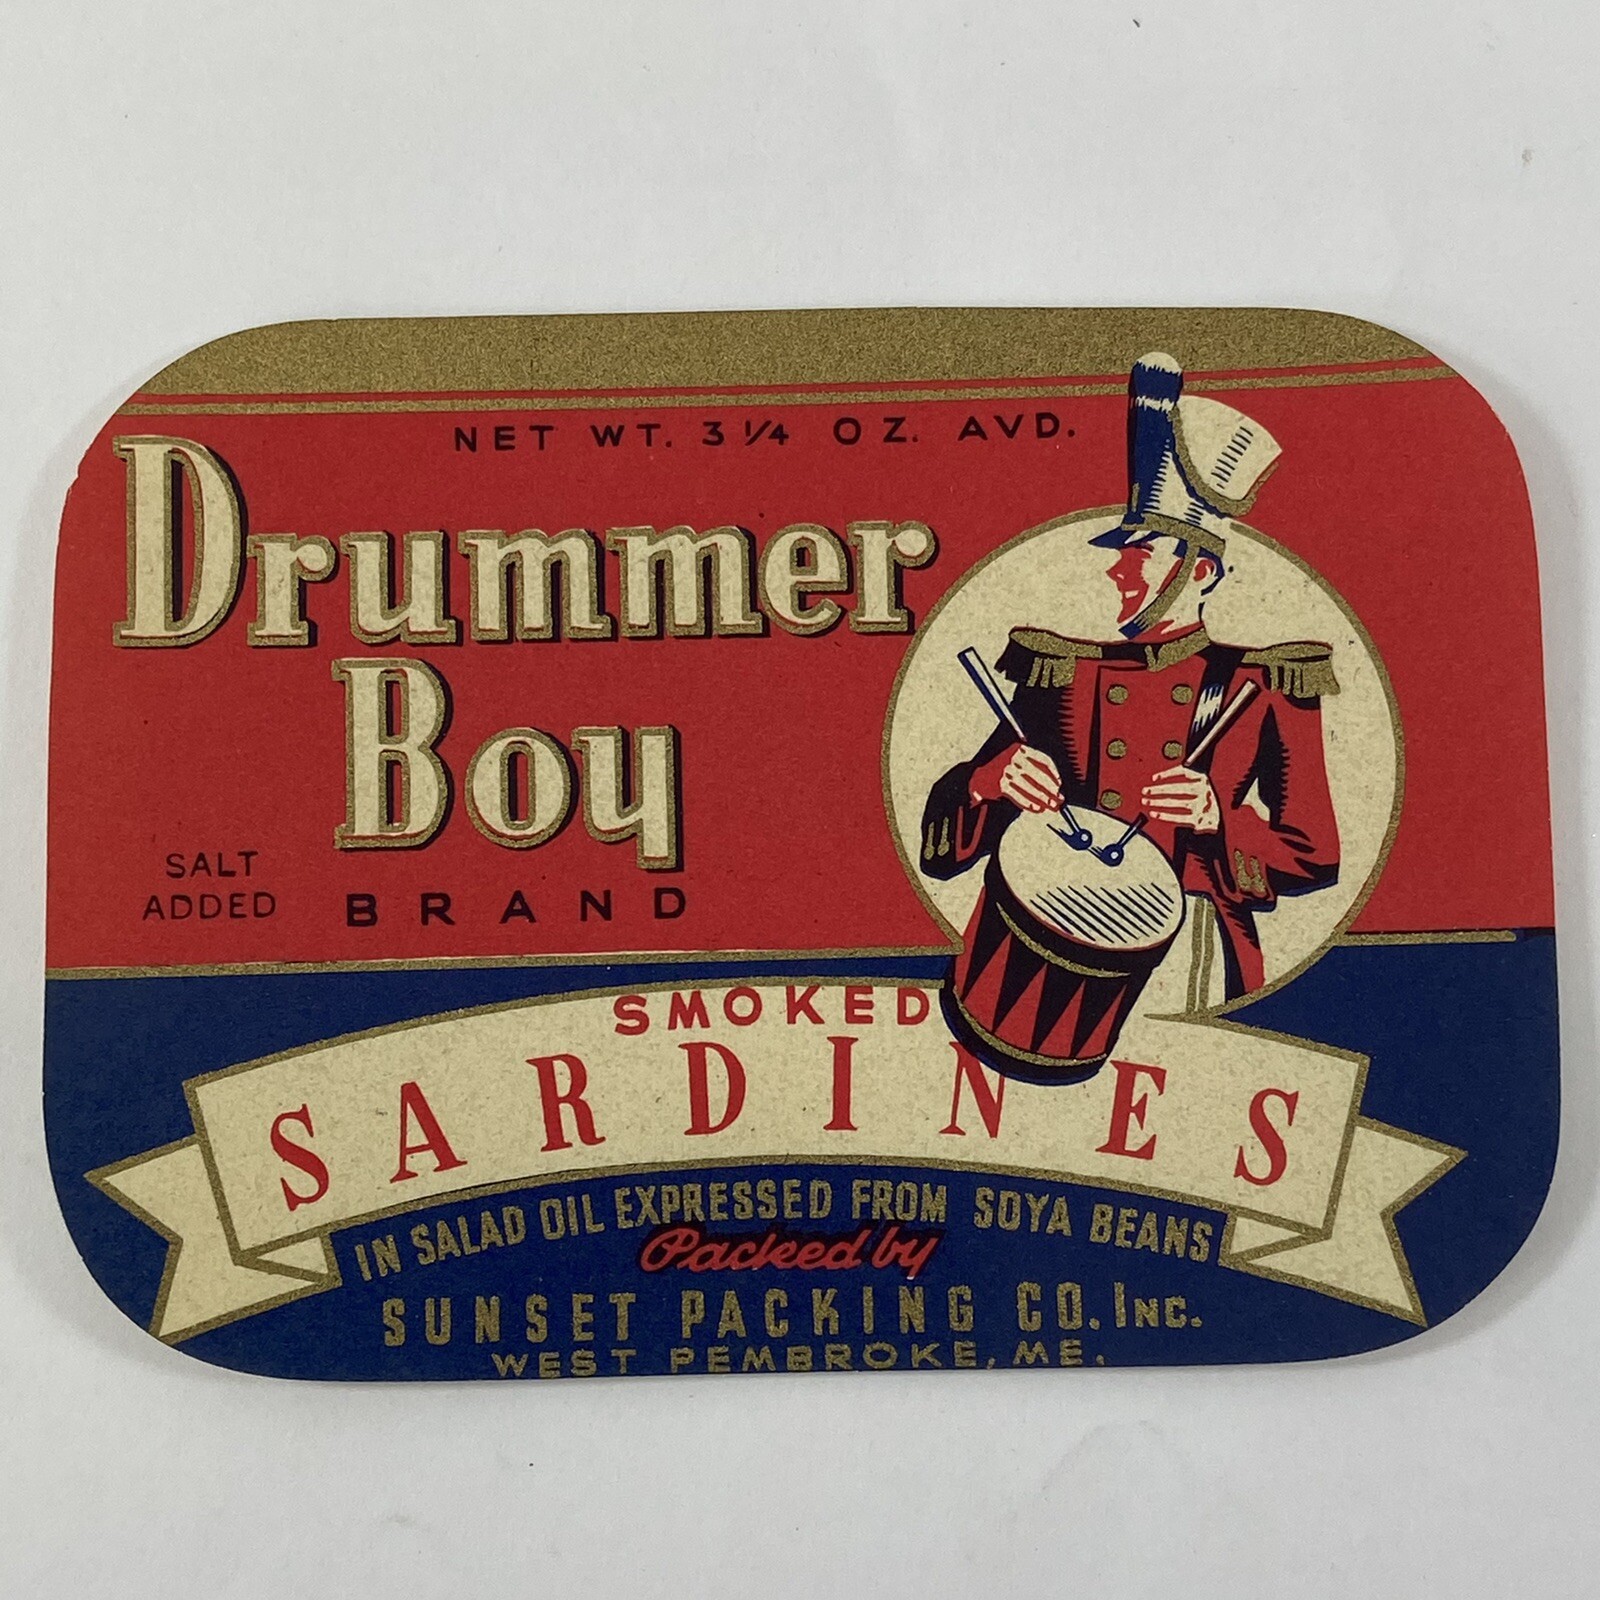 NET WT. 3 1/4 OZ. AVD.
Drummer
Boy
SALT
ADDED
BRAND
SMOKED
SARDINES
IN SALAD OIL EXPRESSED FROM SOYA BEANS
Packed by
SUNSET PACKING CO. INC.
WEST PEMBROKE, ME.